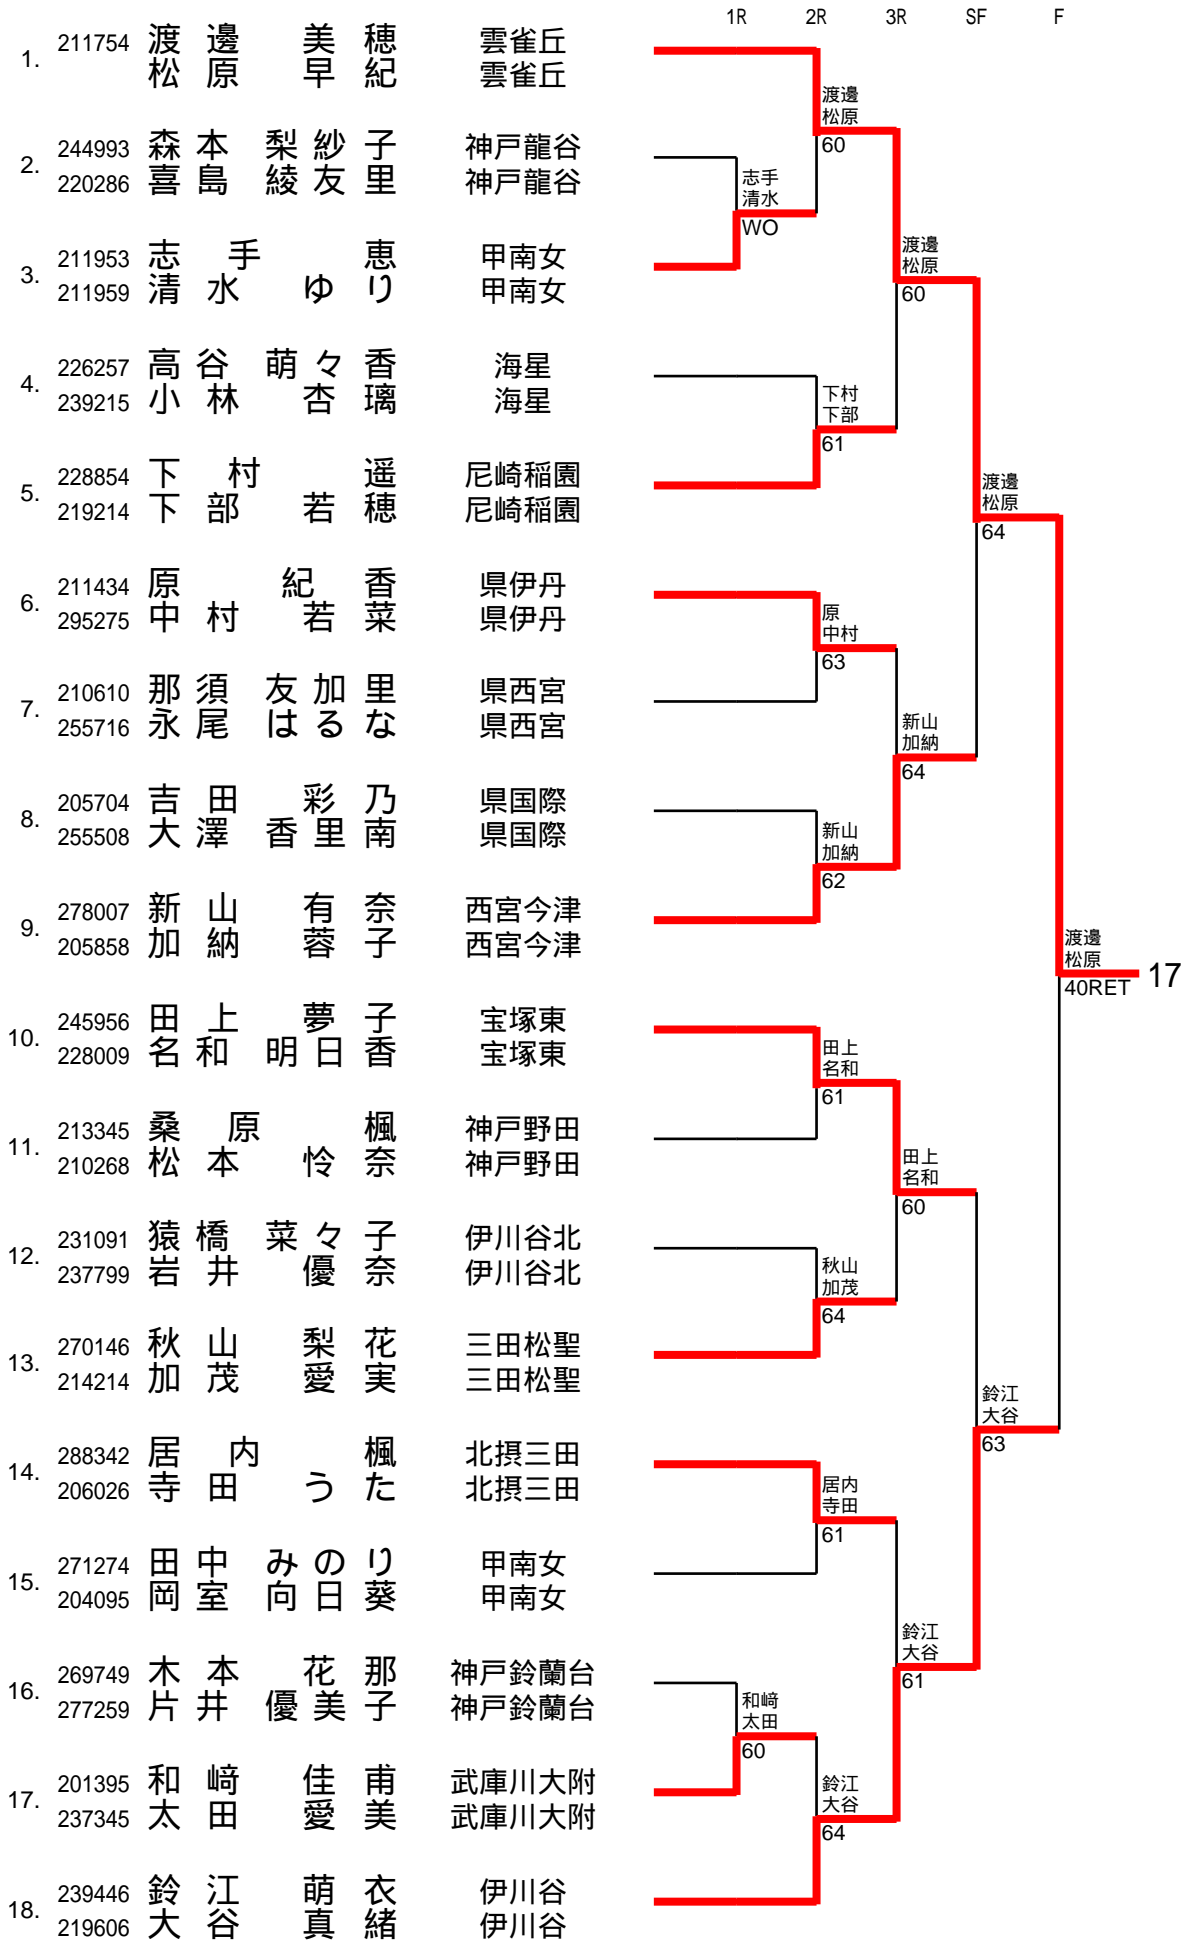 1R 2R 3R SF F
1. 211754 渡邊 美穂 雲雀丘
松原 早紀 雲雀丘
2. 244993 森本 梨紗子 神戸龍谷
220286 喜島 綾友里 神戸龍谷
3. 211953 志手 恵 甲南女
211959 清水 ゆり 甲南女
4. 226257 高谷 萌々香 海星
239215 小林 杏璃 海星
5. 228854 下村 遥 尼崎稲園
219214 下部 若穂 尼崎稲園
6. 211434 原 紀香 県伊丹
295275 中村 若菜 県伊丹
7. 210610 那須 友加里 県西宮
255716 永尾 はるな 県西宮
8. 205704 吉田 彩乃 県国際
255508 大澤 香里南 県国際
9. 278007 新山 有奈 西宮今津
205858 加納 蓉子 西宮今津
10. 245956 田上 夢子 宝塚東
228009 名和 明日香 宝塚東
11. 213345 桑原 楓 神戸野田
210268 松本 怜奈 神戸野田
12. 231091 猿橋 菜々子 伊川谷北
237799 岩井 優奈 伊川谷北
13. 270146 秋山 梨花 三田松聖
214214 加茂 愛実 三田松聖
14. 288342 居内 楓 北摂三田
206026 寺田 うた 北摂三田
15. 271274 田中 みのり 甲南女
204095 岡室 向日葵 甲南女
16. 269749 木本 花那 神戸鈴蘭台
277259 片井 優美子 神戸鈴蘭台
17. 201395 和﨑 佳甫 武庫川大附
237345 太田 愛美 武庫川大附
18. 239446 鈴江 萌衣 伊川谷
219606 大谷 真緒 伊川谷
志手
清水
WO
和﨑
太田
60
渡邊
松原
60
下村
下部
61
原
中村
63
新山
加納
62
田上
名和
61
秋山
加茂
64
居内
寺田
61
鈴江
大谷
64
渡邊
松原
60
新山
加納
64
田上
名和
60
鈴江
大谷
61
渡邊
松原
64
鈴江
大谷
63
渡邊
松原
40RET
17